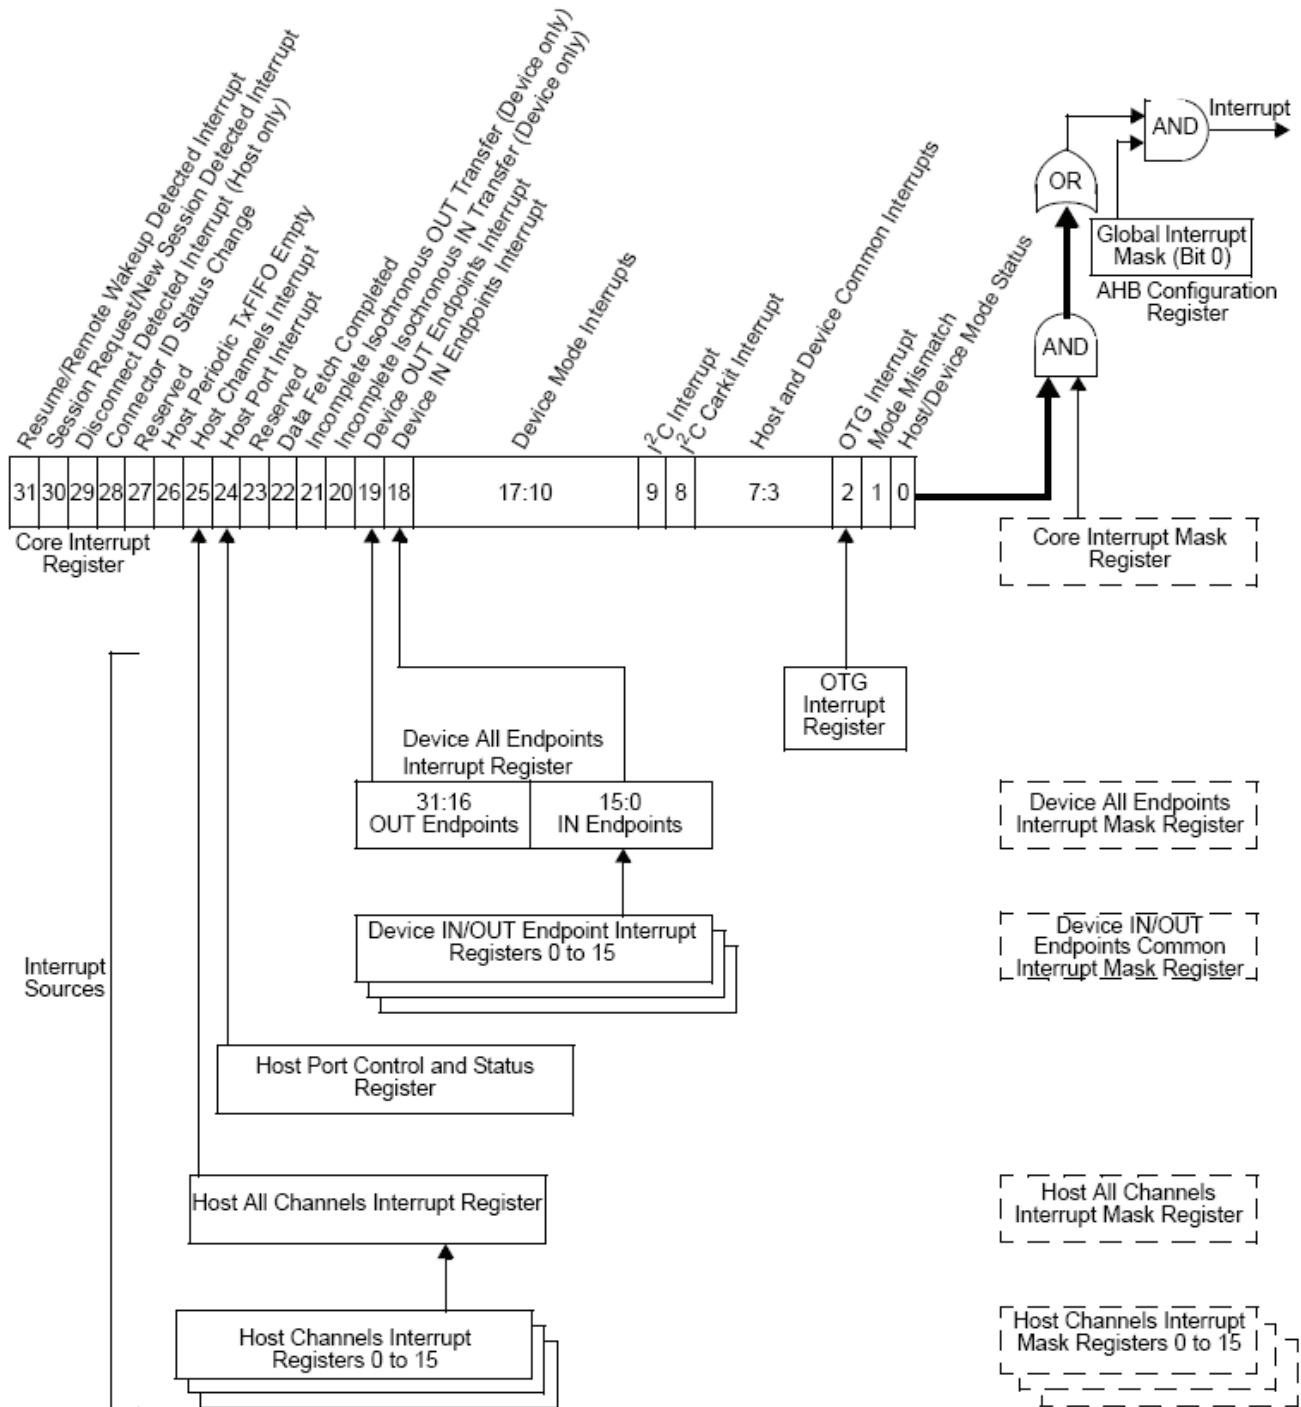 Resume/Remote Wakeup Detected Interrupt
Session Request/New Session Detected Interrupt
Disconnect Detected Interrupt (Host only)
Connector ID Status Change
Reserved
Host Periodic TxFIFO Empty
Host Channels Interrupt
Host Port Interrupt
Reserved
Data Fetch Completed
Incomplete Isochronous OUT Transfer (Device only)
Incomplete Isochronous IN Transfer (Device only)
Device OUT Endpoints Interrupt
Device IN Endpoints Interrupt
Device Mode Interrupts
I²C Interrupt
I²C Carkit Interrupt
Host and Device Common Interrupts
OTG Interrupt
Mode Mismatch
Host/Device Mode Status
AND
Interrupt
OR
Global Interrupt
Mask (Bit 0)
AHB Configuration
Register
AND
31 30 29 28 27 26 25 24 23 22 21 20 19 18 17:10 9 8 7:3 2 1 0
Core Interrupt
Register
Core Interrupt Mask
Register
OTG
Interrupt
Register
Device All Endpoints
Interrupt Register
31:16
OUT Endpoints
15:0
IN Endpoints
Device All Endpoints
Interrupt Mask Register
Device IN/OUT Endpoint Interrupt
Registers 0 to 15
Device IN/OUT
Endpoints Common
Interrupt Mask Register
Interrupt
Sources
Host Port Control and Status
Register
Host All Channels Interrupt Register
Host All Channels
Interrupt Mask Register
Host Channels Interrupt
Registers 0 to 15
Host Channels Interrupt
Mask Registers 0 to 15